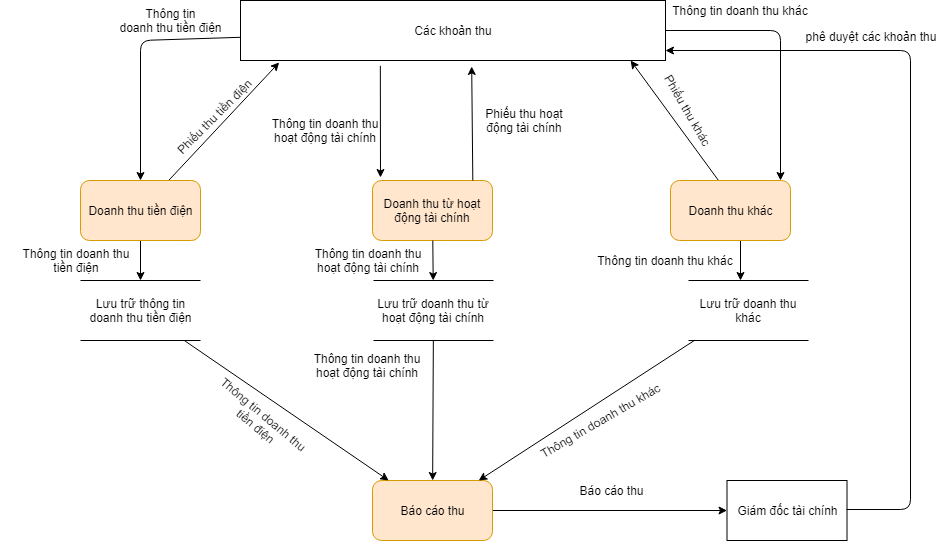 Thông tin
doanh thu tiền điện
Các khoản thu
Thông tin doanh thu khác
phê duyệt các khoản thu
Phiếu thu tiền điện
Thông tin doanh thu
hoạt động tài chính
Phiếu thu hoạt
động tài chính
Phiếu thu khác
Doanh thu tiền điện
Doanh thu từ hoạt
động tài chính
Doanh thu khác
Thông tin doanh thu
tiền điện
Thông tin doanh thu
hoạt động tài chính
Thông tin doanh thu khác
Lưu trữ thông tin
doanh thu tiền điện
Lưu trữ doanh thu từ
hoạt động tài chính
Lưu trữ doanh thu
khác
Thông tin doanh thu
tiền điện
Thông tin doanh thu
hoạt động tài chính
Thông tin doanh thu khác
Báo cáo thu
Báo cáo thu
Giám đốc tài chính